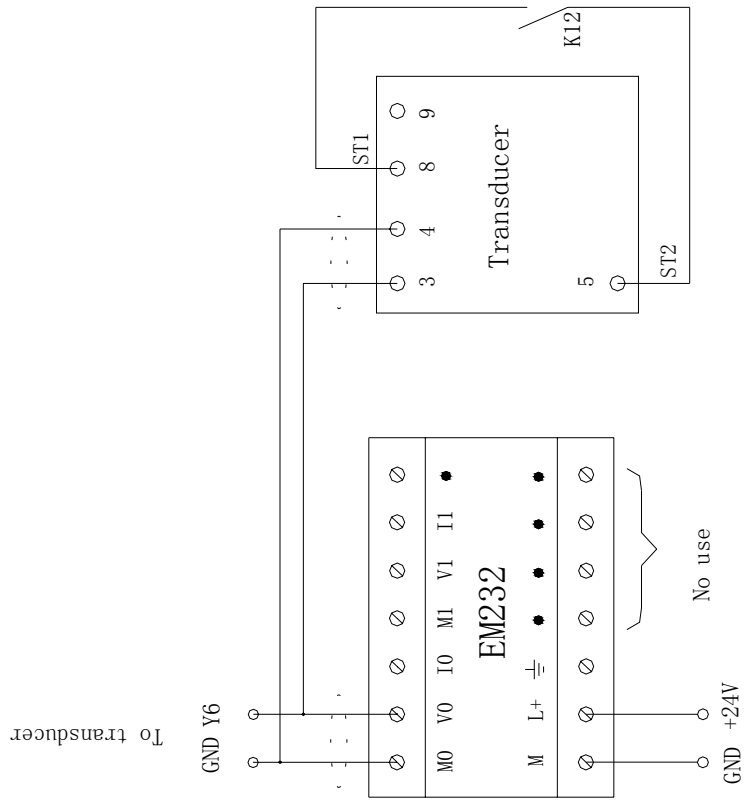 K12
ST1
9
8
4
3
Transducer
5
ST2
I1
V1
M1
I0
V0
M0
EM232
L+
M
No use
To transducer
GND Y6
GND +24V